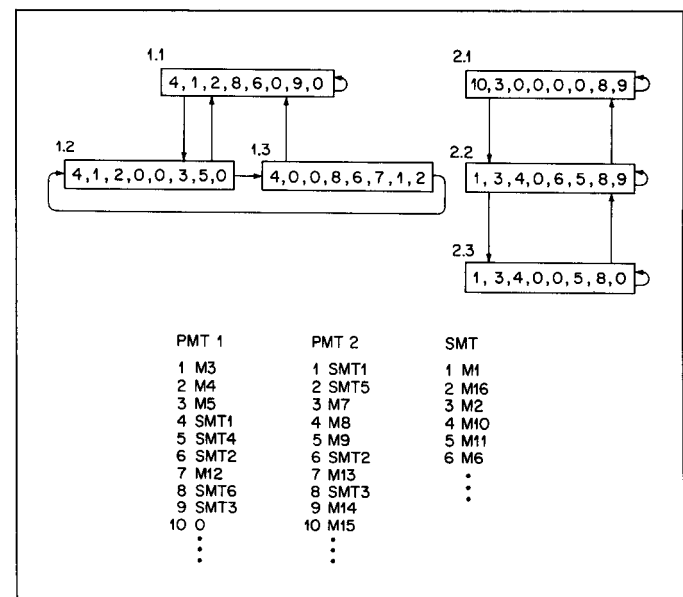 1.1
4,1,2,8,6,0,9,0
2.1
10,3,0,0,0,0,8,9
1.2
4,1,2,0,0,3,5,0
1.3
4,0,0,8,6,7,1,2
2.2
1,3,4,0,6,5,8,9
2.3
1,3,4,0,0,5,8,0
PMT 1
1 M3
2 M4
3 M5
4 SMT1
5 SMT4
6 SMT2
7 M12
8 SMT6
9 SMT3
10 0
PMT 2
1 SMT1
2 SMT5
3 M7
4 M8
5 M9
6 SMT2
7 M13
8 SMT3
9 M14
10 M15
SMT
1 M1
2 M16
3 M2
4 M10
5 M11
6 M6